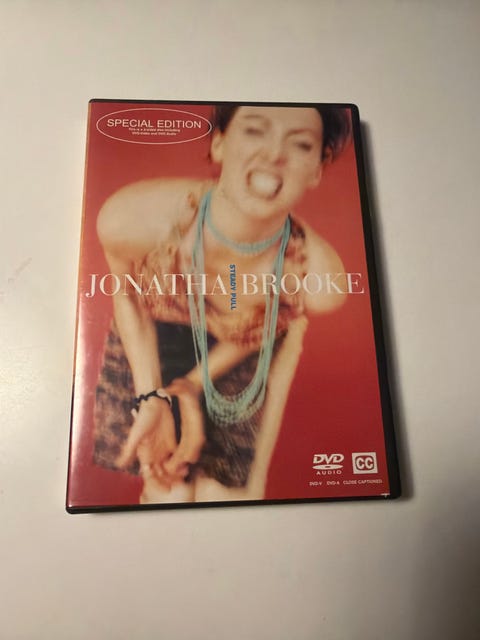 SPECIAL EDITION
This is a 2-sided disc including
DVD-Video and DVD-Audio
JONATHA BROOKE
STEADY PULL
DVD
AUDIO
CC
DVD-V DVD-A CLOSE CAPTIONED